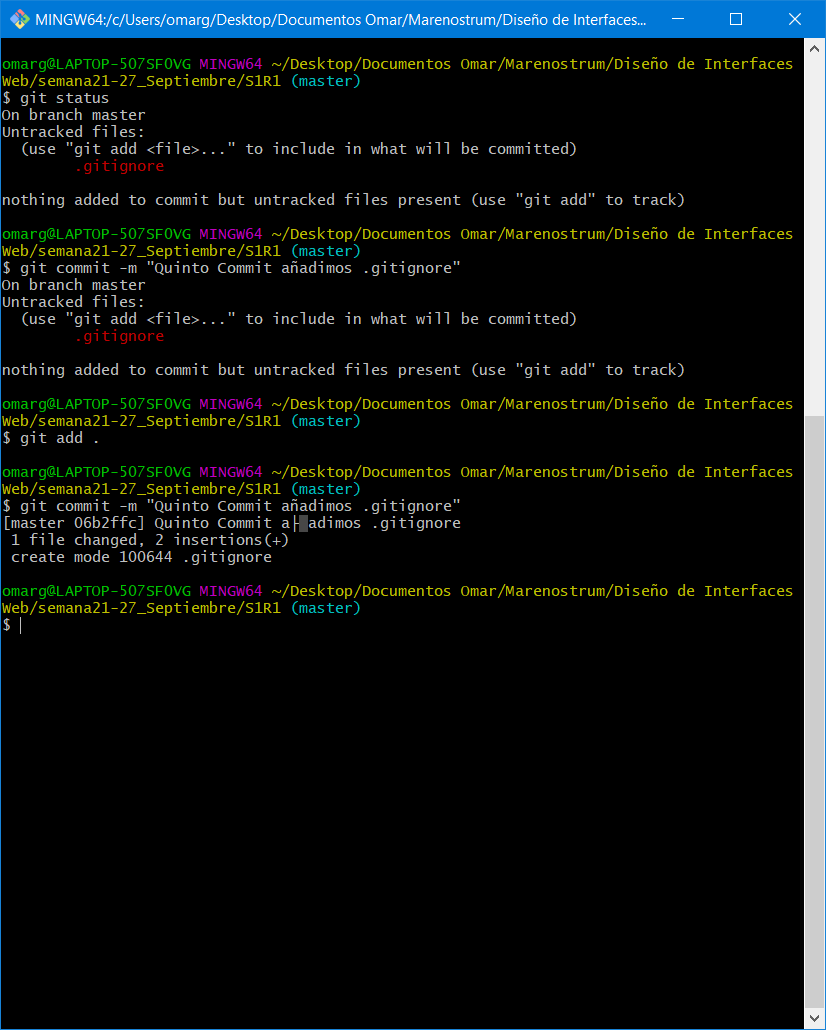 MINGW64:/c/Users/omarg/Desktop/Documentos Omar/Marenostrum/Diseño de Interfaces...
omarg@LAPTOP-507SF0VG MINGW64 ~/Desktop/Documentos Omar/Marenostrum/Diseño de Interfaces
Web/semana21-27_Septiembre/S1R1 (master)
$ git status
On branch master
Untracked files:
  (use "git add <file>..." to include in what will be committed)
        .gitignore
nothing added to commit but untracked files present (use "git add" to track)
omarg@LAPTOP-507SF0VG MINGW64 ~/Desktop/Documentos Omar/Marenostrum/Diseño de Interfaces
Web/semana21-27_Septiembre/S1R1 (master)
$ git commit -m "Quinto Commit añadimos .gitignore"
On branch master
Untracked files:
  (use "git add <file>..." to include in what will be committed)
        .gitignore
nothing added to commit but untracked files present (use "git add" to track)
omarg@LAPTOP-507SF0VG MINGW64 ~/Desktop/Documentos Omar/Marenostrum/Diseño de Interfaces
Web/semana21-27_Septiembre/S1R1 (master)
$ git add .
omarg@LAPTOP-507SF0VG MINGW64 ~/Desktop/Documentos Omar/Marenostrum/Diseño de Interfaces
Web/semana21-27_Septiembre/S1R1 (master)
$ git commit -m "Quinto Commit añadimos .gitignore"
[master 06b2ffc] Quinto Commit a├▒adimos .gitignore
 1 file changed, 2 insertions(+)
 create mode 100644 .gitignore
omarg@LAPTOP-507SF0VG MINGW64 ~/Desktop/Documentos Omar/Marenostrum/Diseño de Interfaces
Web/semana21-27_Septiembre/S1R1 (master)
$